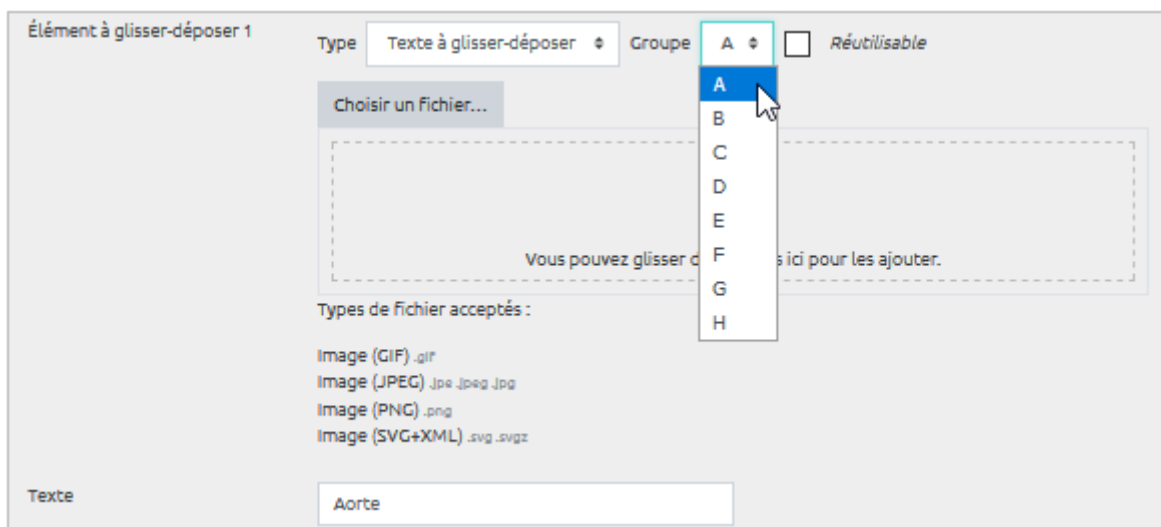 Élément à glisser-déposer 1
Type Texte à glisser-déposer Groupe A Réutilisable
A
Choisir un fichier...
B
C
D
E
F
Vous pouvez glisser d s ici pour les ajouter.
G
Types de fichier acceptés :
H
Image (GIF) .gif
Image (JPEG) .jpe .jpeg .jpg
Image (PNG) .png
Image (SVG+XML) .svg .svgz
Texte
Aorte